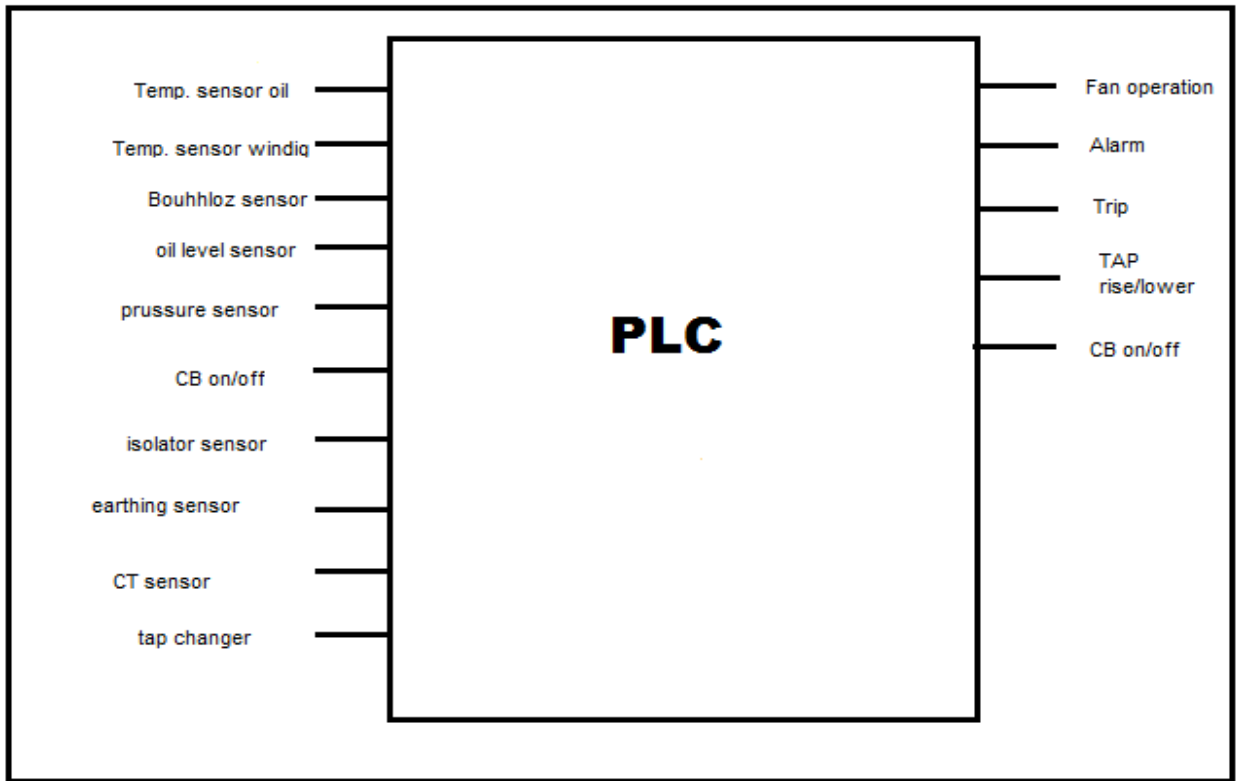 Temp. sensor oil
Temp. sensor windig
Bouhhloz sensor
oil level sensor
prussure sensor
CB on/off
isolator sensor
earthing sensor
CT sensor
tap changer
PLC
Fan operation
Alarm
Trip
TAP
rise/lower
CB on/off